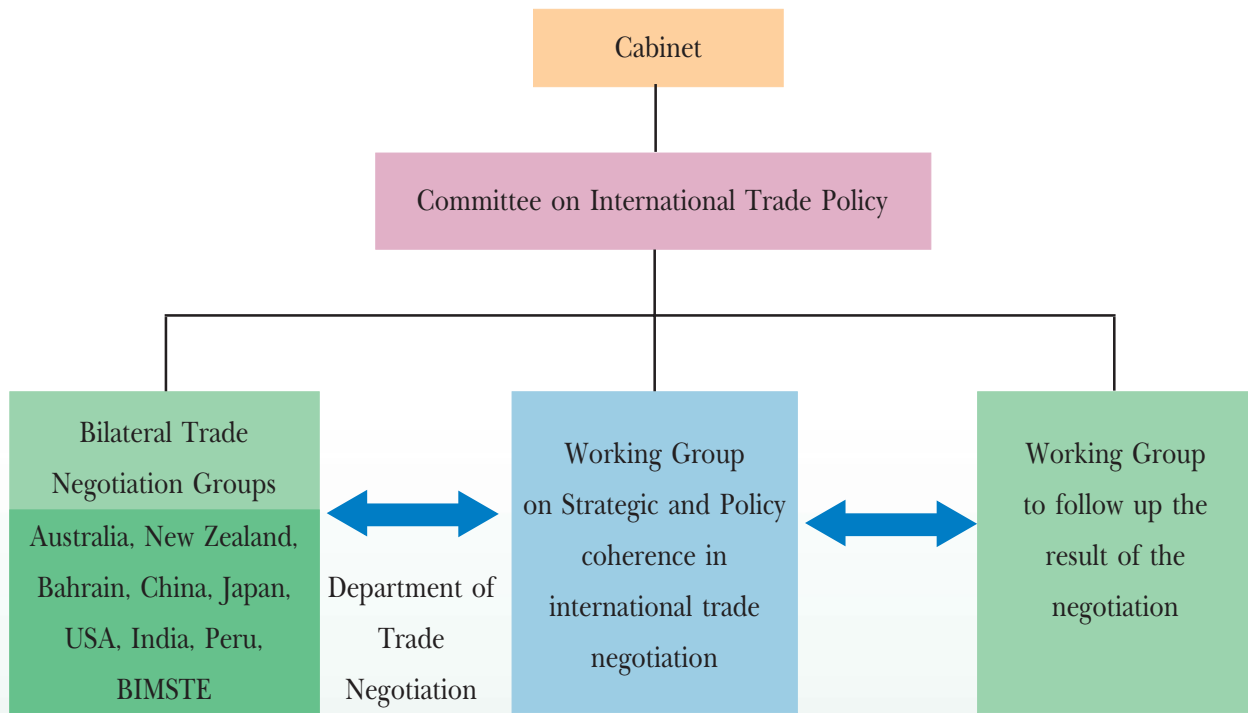 Cabinet
Committee on International Trade Policy
Bilateral Trade
Negotiation Groups
Australia, New Zealand,
Bahrain, China, Japan,
USA, India, Peru,
BIMSTE
Department of
Trade
Negotiation
Working Group
on Strategic and Policy
coherence in
international trade
negotiation
Working Group
to follow up the
result of the
negotiation